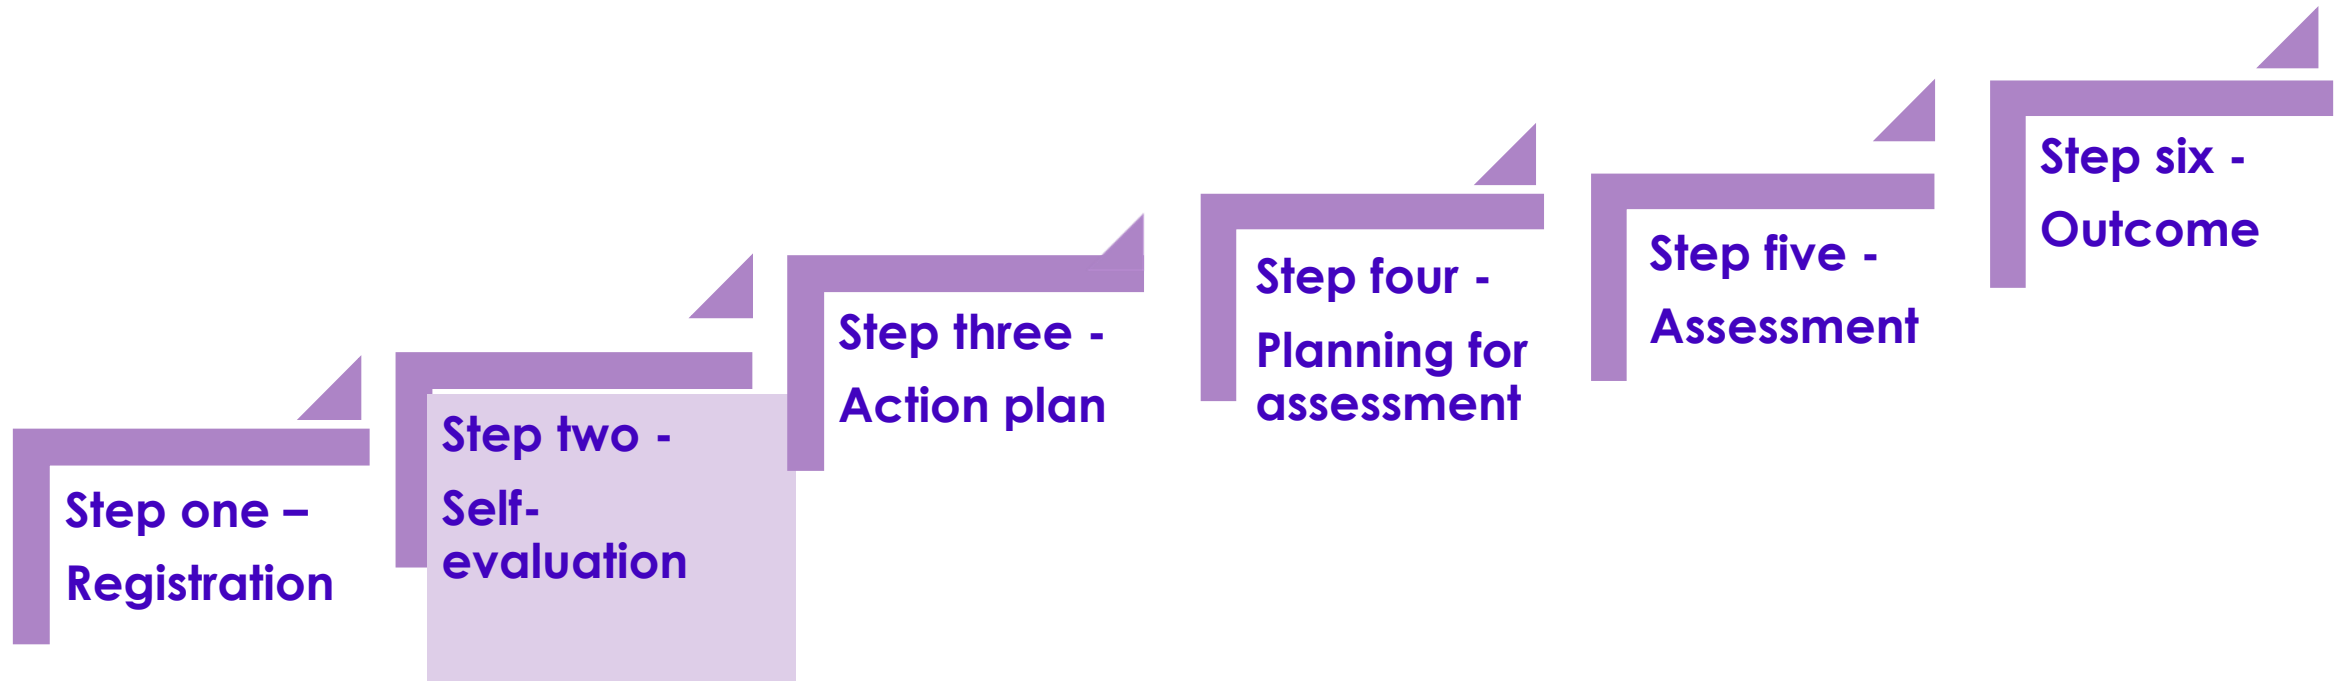 Step one –
Registration
Step two -
Self-
evaluation
Step three -
Action plan
Step four -
Planning for
assessment
Step five -
Assessment
Step six -
Outcome